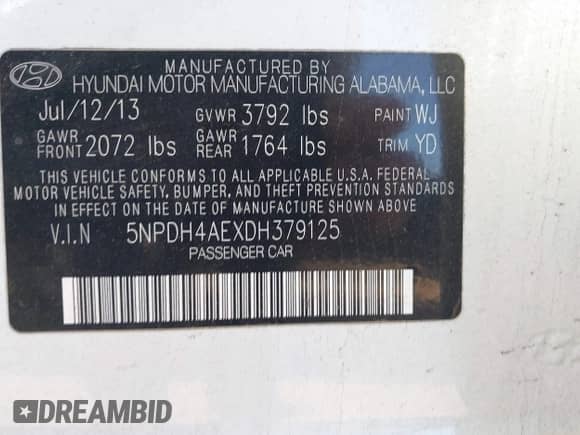 MANUFACTURED BY
HYUNDAI MOTOR MANUFACTURING ALABAMA, LLC
Jul/12/13 GVWR 3792 lbs PAINT WJ
GAWR FRONT 2072 lbs GAWR REAR 1764 lbs TRIM YD
THIS VEHICLE CONFORMS TO ALL APPLICABLE U.S.A. FEDERAL
MOTOR VEHICLE SAFETY, BUMPER, AND THEFT PREVENTION STANDARDS
IN EFFECT ON THE DATE OF MANUFACTURE SHOWN ABOVE.
V.I.N 5NPDH4AEXDH379125
PASSENGER CAR
DREAMBID